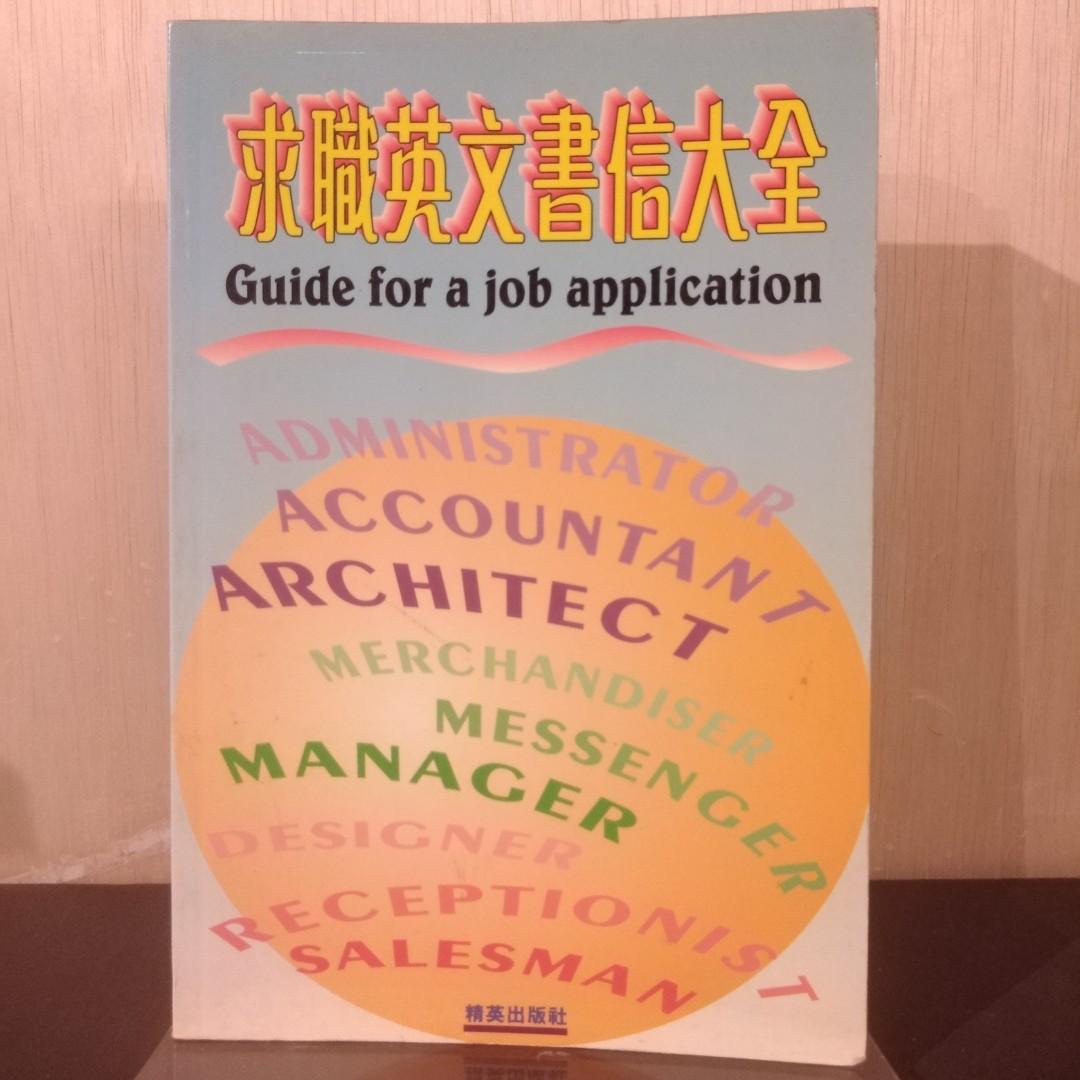 求職英文書信大全
Guide for a job application
ADMINISTRATOR
ACCOUNTANT
ARCHITECT
MERCHANDISER
MESSENGER
MANAGER
DESIGNER
RECEPTIONIST
SALESMAN
精英出版社